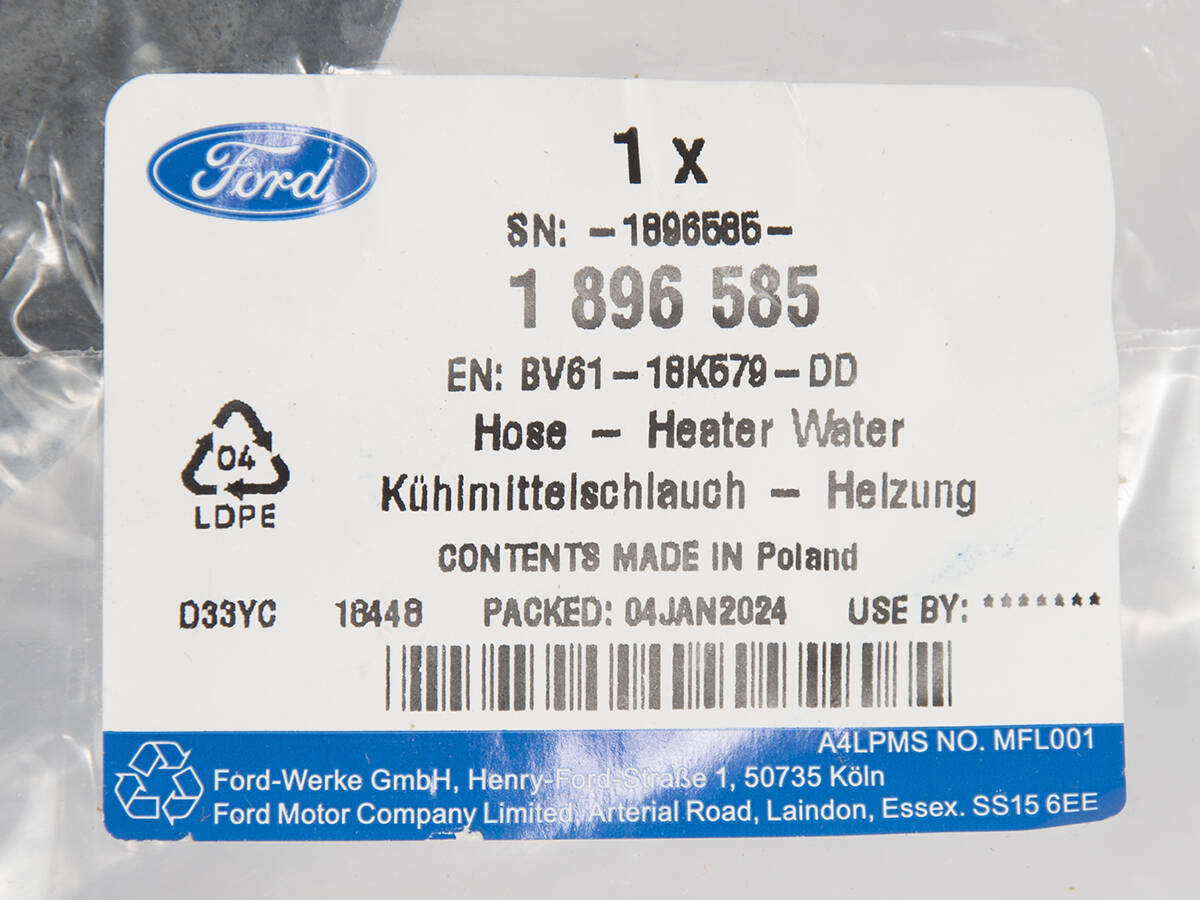 Ford
1 x
SN: -1896585-
1 896 585
EN: BV61-18K579-DD
Hose - Heater Water
Kühlmittelschlauch - Heizung
04
LDPE
CONTENTS MADE IN Poland
D33YC 18448 PACKED: 04JAN2024 USE BY: *******
A4LPMS NO. MFL001
Ford-Werke GmbH, Henry-Ford-Straße 1, 50735 Köln
Ford Motor Company Limited, Arterial Road, Laindon, Essex. SS15 6EE